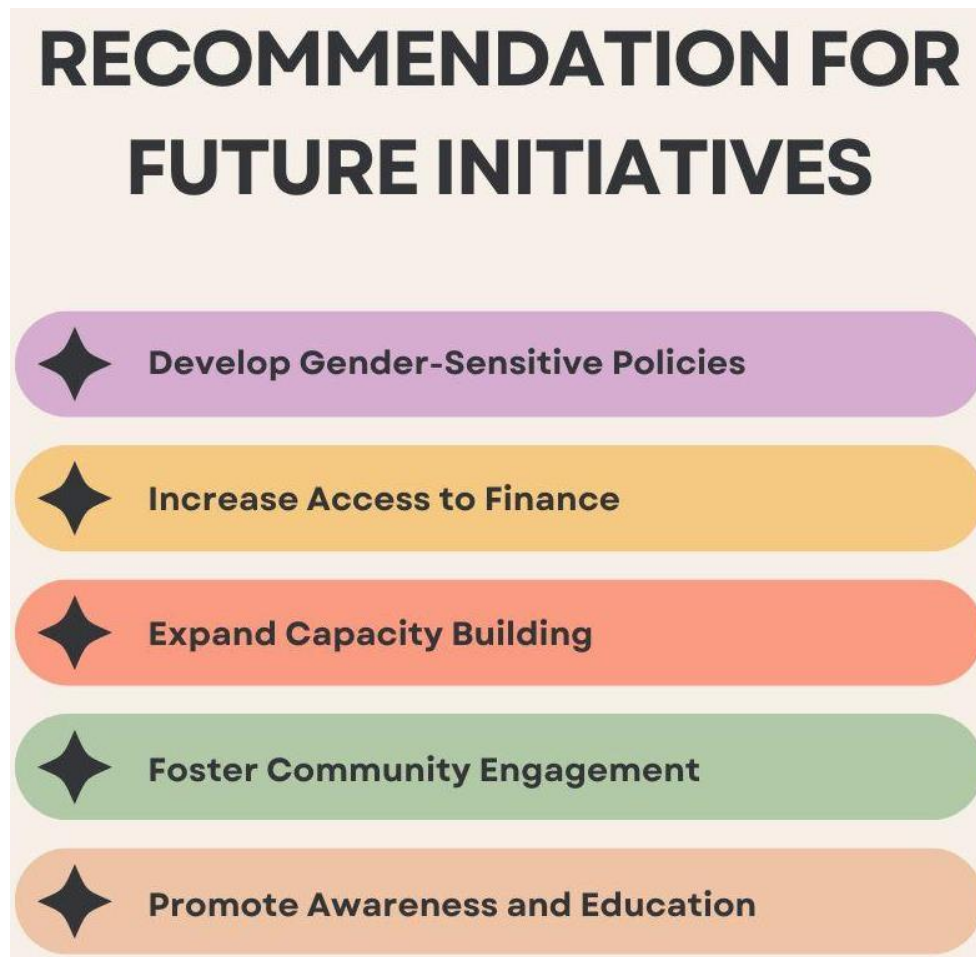 RECOMMENDATION FOR
FUTURE INITIATIVES
Develop Gender-Sensitive Policies
Increase Access to Finance
Expand Capacity Building
Foster Community Engagement
Promote Awareness and Education